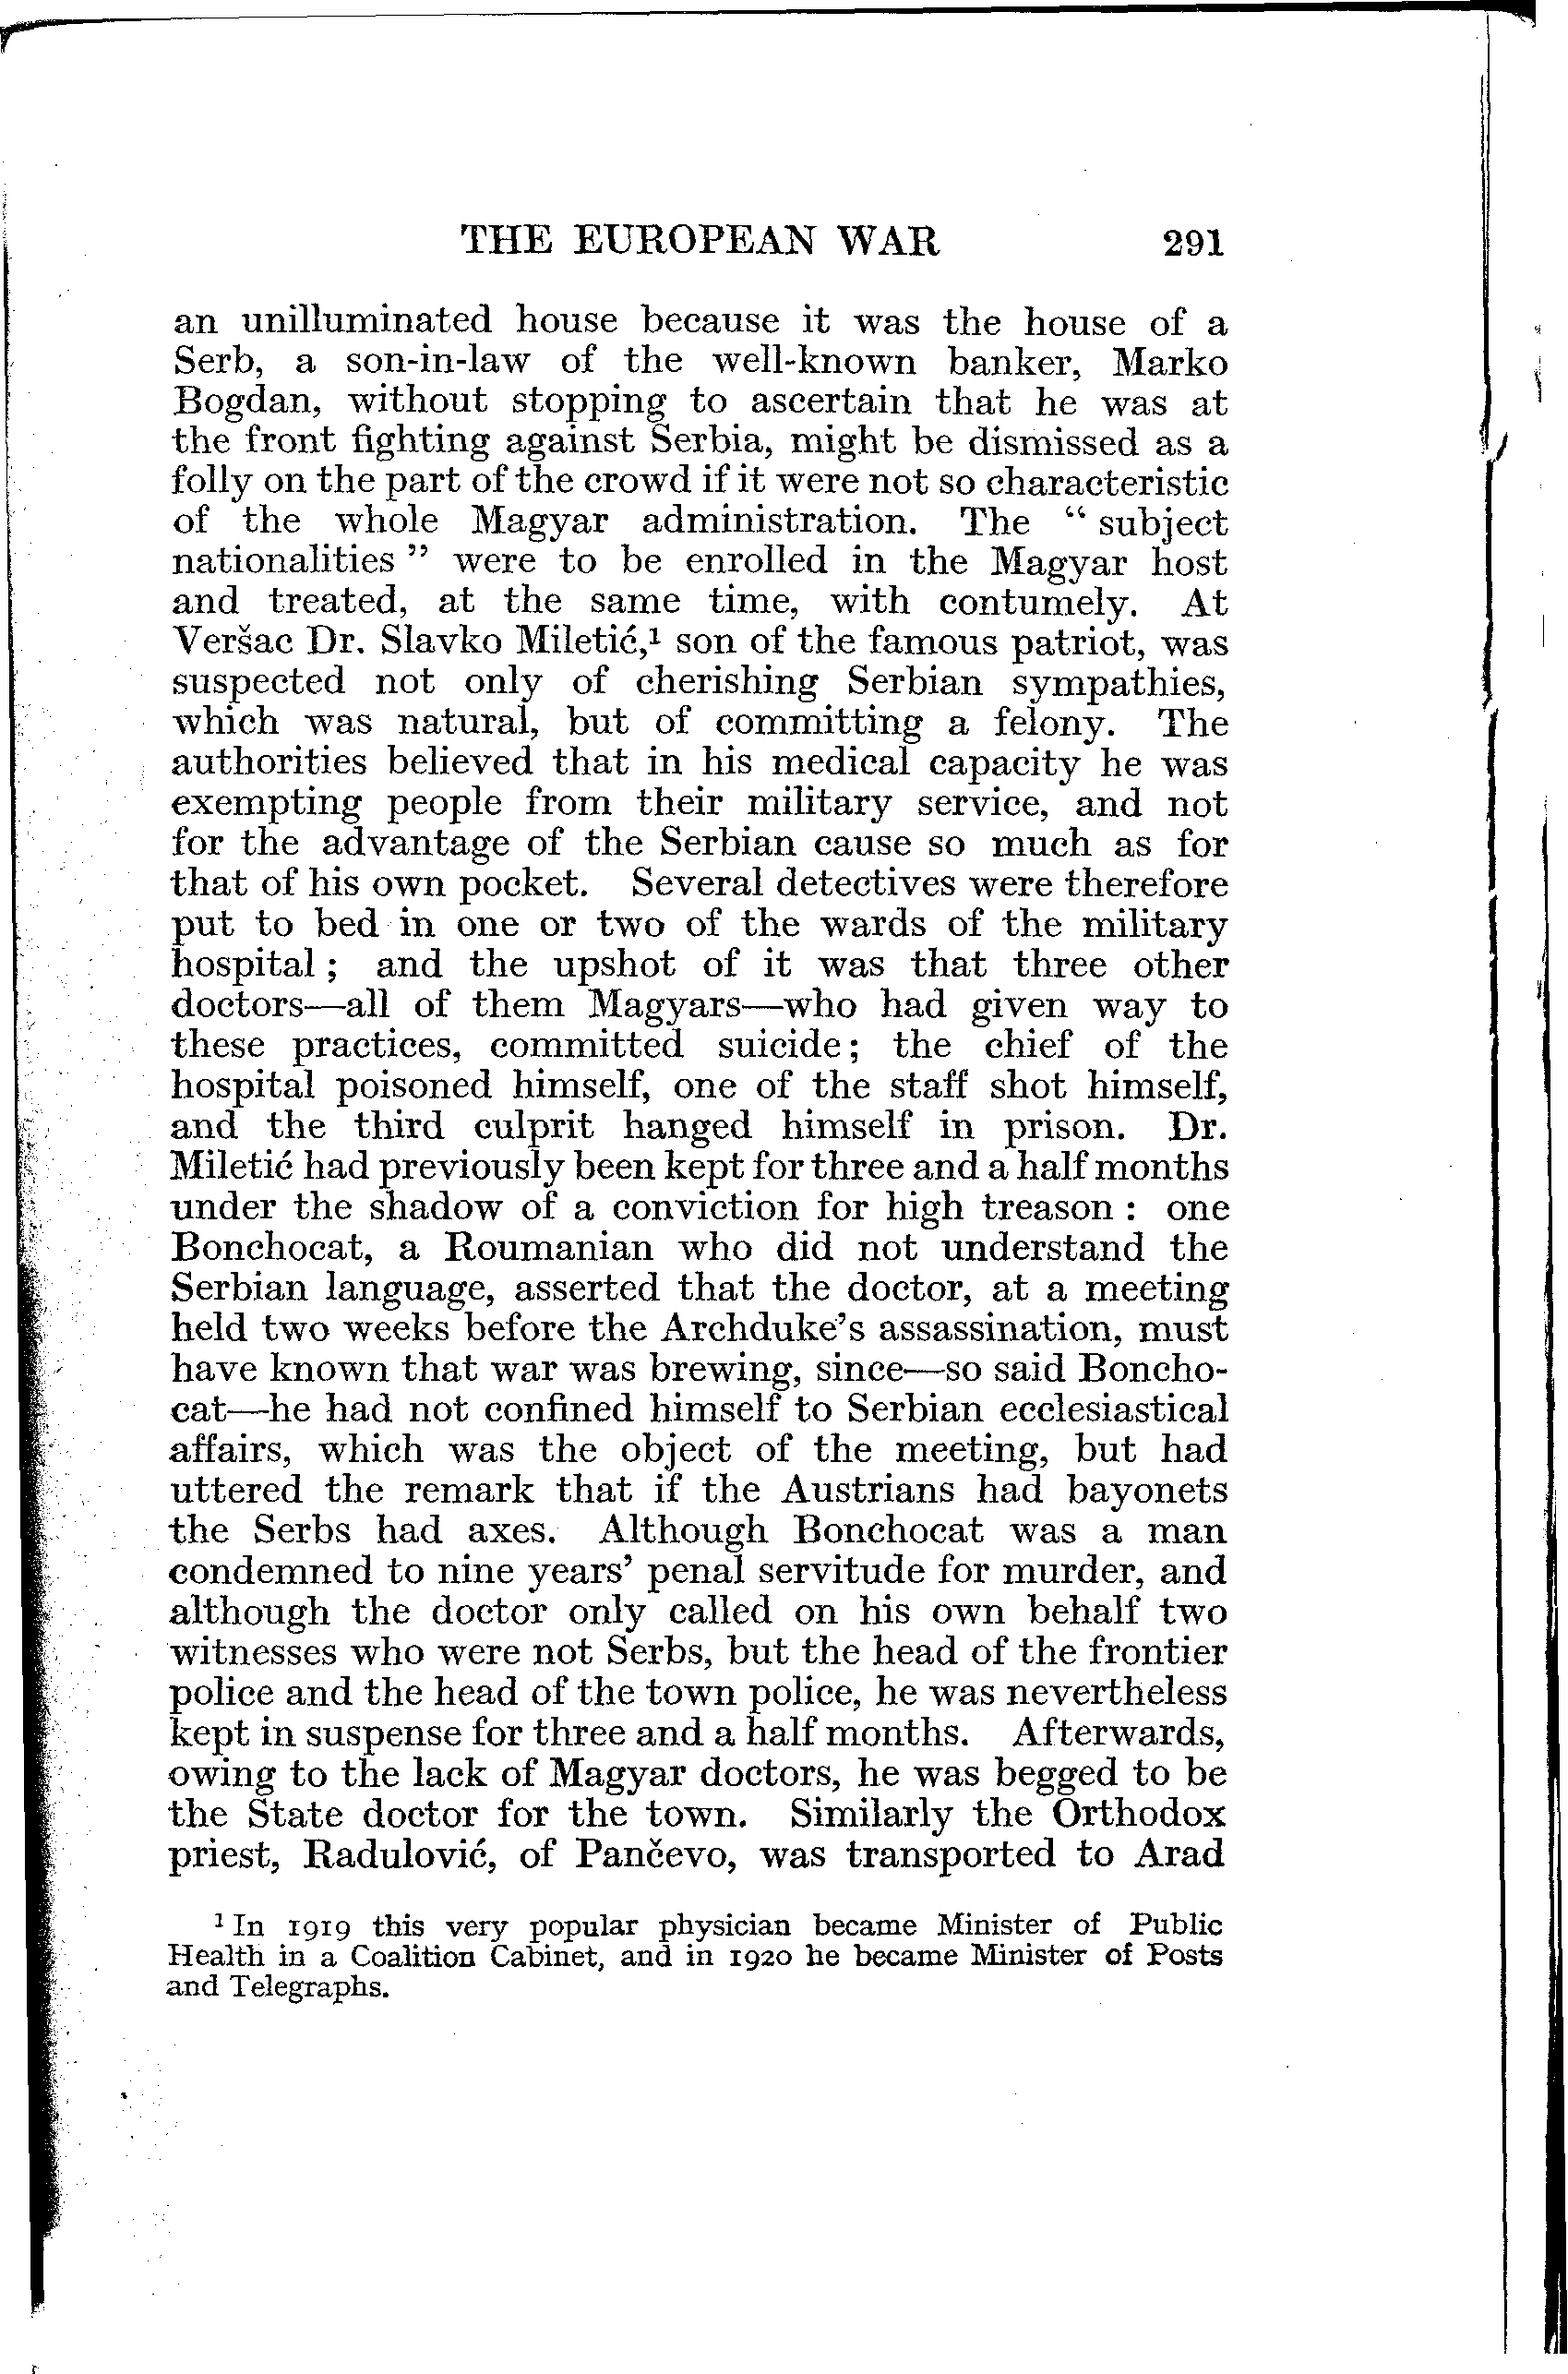 THE EUROPEAN WAR 291
an unilluminated house because it was the house of a
Serb, a son-in-law of the well-known banker, Marko
Bogdan, without stopping to ascertain that he was at
the front fighting against Serbia, might be dismissed as a
folly on the part of the crowd if it were not so characteristic
of the whole Magyar administration. The “ subject
nationalities ” were to be enrolled in the Magyar host
and treated, at the same time, with contumely. At
Veršac Dr. Slavko Miletić,¹ son of the famous patriot, was
suspected not only of cherishing Serbian sympathies,
which was natural, but of committing a felony. The
authorities believed that in his medical capacity he was
exempting people from their military service, and not
for the advantage of the Serbian cause so much as for
that of his own pocket. Several detectives were therefore
put to bed in one or two of the wards of the military
hospital ; and the upshot of it was that three other
doctors—all of them Magyars—who had given way to
these practices, committed suicide; the chief of the
hospital poisoned himself, one of the staff shot himself,
and the third culprit hanged himself in prison. Dr.
Miletić had previously been kept for three and a half months
under the shadow of a conviction for high treason : one
Bonchocat, a Roumanian who did not understand the
Serbian language, asserted that the doctor, at a meeting
held two weeks before the Archduke’s assassination, must
have known that war was brewing, since—so said Boncho-
cat—he had not confined himself to Serbian ecclesiastical
affairs, which was the object of the meeting, but had
uttered the remark that if the Austrians had bayonets
the Serbs had axes. Although Bonchocat was a man
condemned to nine years’ penal servitude for murder, and
although the doctor only called on his own behalf two
witnesses who were not Serbs, but the head of the frontier
police and the head of the town police, he was nevertheless
kept in suspense for three and a half months. Afterwards,
owing to the lack of Magyar doctors, he was begged to be
the State doctor for the town. Similarly the Orthodox
priest, Radulović, of Pančevo, was transported to Arad
¹ In 1919 this very popular physician became Minister of Public
Health in a Coalition Cabinet, and in 1920 he became Minister of Posts
and Telegraphs.